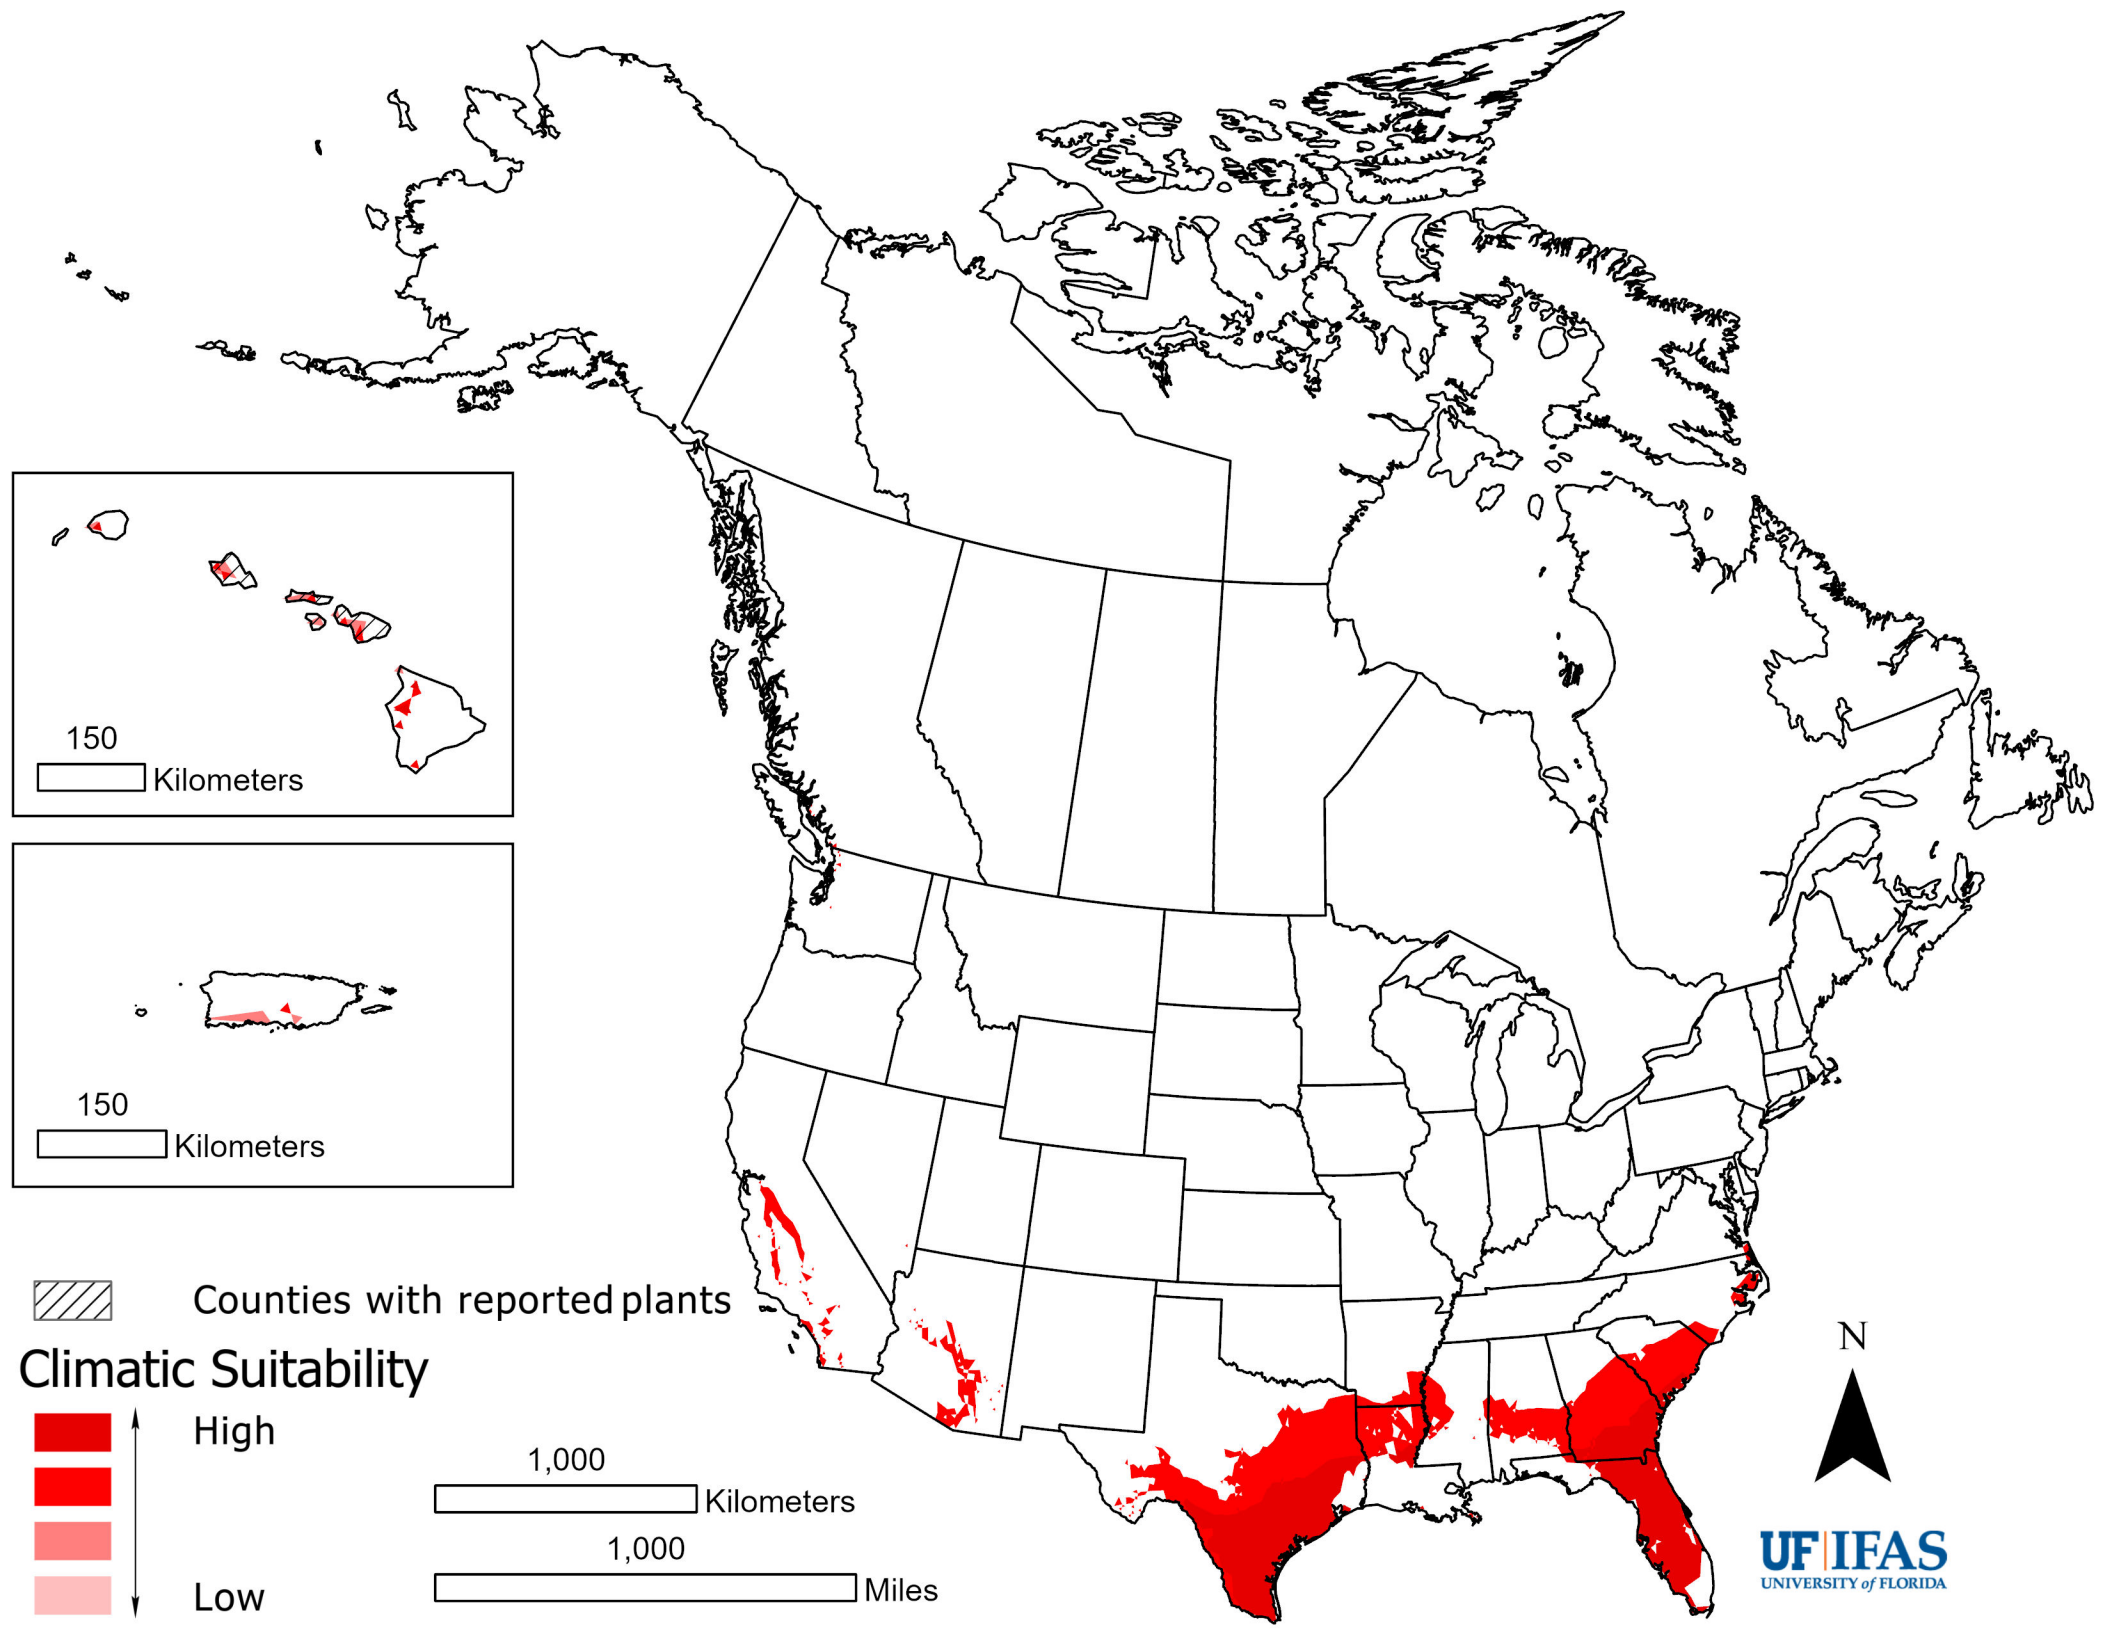 150
Kilometers
150
Kilometers
Counties with reported plants
Climatic Suitability
High
Low
1,000
Kilometers
1,000
Miles
N
UF|IFAS
UNIVERSITY of FLORIDA